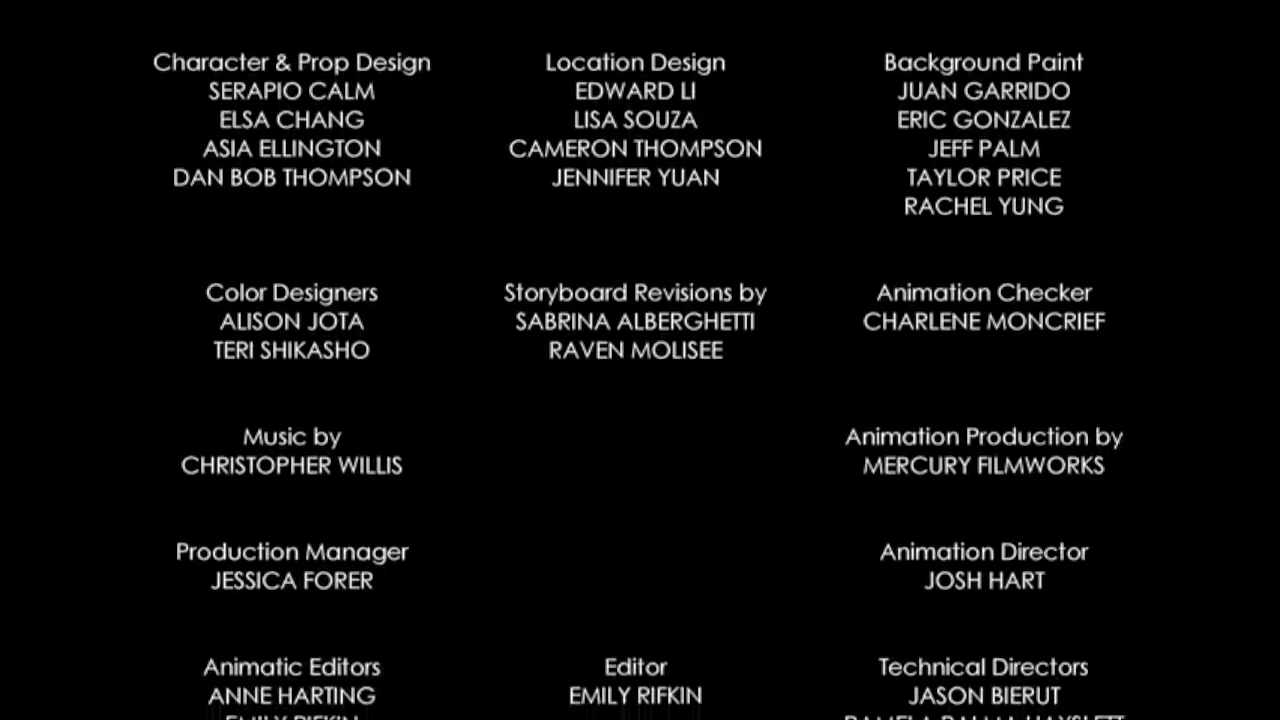 Character & Prop Design
SERAPIO CALM
ELSA CHANG
ASIA ELLINGTON
DAN BOB THOMPSON
Location Design
EDWARD LI
LISA SOUZA
CAMERON THOMPSON
JENNIFER YUAN
Background Paint
JUAN GARRIDO
ERIC GONZALEZ
JEFF PALM
TAYLOR PRICE
RACHEL YUNG
Color Designers
ALISON JOTA
TERI SHIKASHO
Storyboard Revisions by
SABRINA ALBERGHETTI
RAVEN MOLISEE
Animation Checker
CHARLENE MONCRIEF
Music by
CHRISTOPHER WILLIS
Animation Production by
MERCURY FILMWORKS
Production Manager
JESSICA FORER
Animation Director
JOSH HART
Animatic Editors
ANNE HARTING
EMILY RIFKIN
Editor
EMILY RIFKIN
Technical Directors
JASON BIERUT